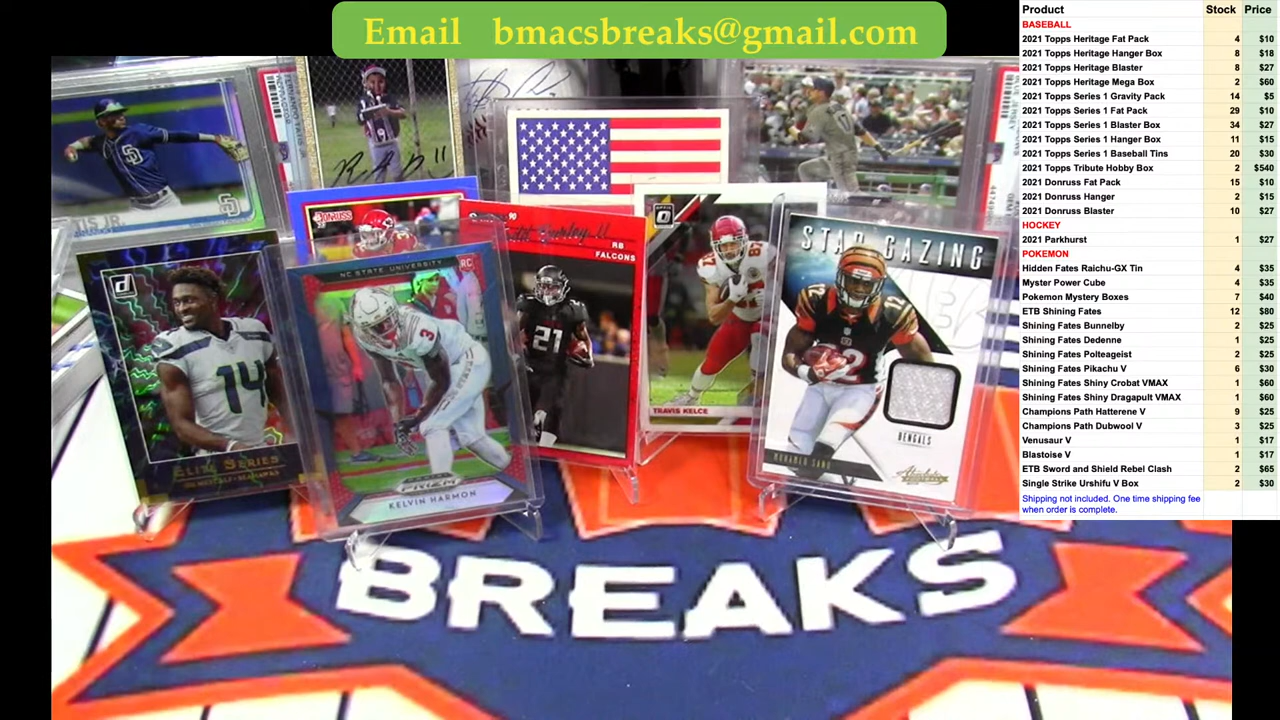 Email bmacsbreaks@gmail.com
Product Stock Price
BASEBALL
2021 Topps Heritage Fat Pack 4 $10
2021 Topps Heritage Hanger Box 8 $18
2021 Topps Heritage Blaster 8 $27
2021 Topps Heritage Mega Box 2 $60
2021 Topps Series 1 Gravity Pack 14 $5
2021 Topps Series 1 Fat Pack 29 $10
2021 Topps Series 1 Blaster Box 34 $27
2021 Topps Series 1 Hanger Box 11 $15
2021 Topps Series 1 Baseball Tins 20 $30
2021 Topps Tribute Hobby Box 2 $540
2021 Donruss Fat Pack 15 $10
2021 Donruss Hanger 2 $15
2021 Donruss Blaster 10 $27
HOCKEY
2021 Parkhurst 1 $27
POKEMON
Hidden Fates Raichu-GX Tin 4 $35
Myster Power Cube 4 $35
Pokemon Mystery Boxes 7 $40
ETB Shining Fates 12 $80
Shining Fates Bunnelby 2 $25
Shining Fates Dedenne 1 $25
Shining Fates Polteageist 2 $25
Shining Fates Pikachu V 6 $30
Shining Fates Shiny Crobat VMAX 1 $60
Shining Fates Shiny Dragapult VMAX 1 $60
Champions Path Hatterene V 9 $25
Champions Path Dubwool V 3 $25
Venusaur V 1 $17
Blastoise V 1 $17
ETB Sword and Shield Rebel Clash 2 $65
Single Strike Urshifu V Box 2 $30
Shipping not included. One time shipping fee
when order is complete.
DONRUSS
RB
FALCONS
21
OPTIC
87
TRAVIS KELCE
STAR GAZING
12
BENGALS
MOHAMED SANU
Absolute
d
14
ELITE SERIES
NC STATE UNIVERSITY
RC
3
PRIZM
KELVIN HARMON
17
BREAKS